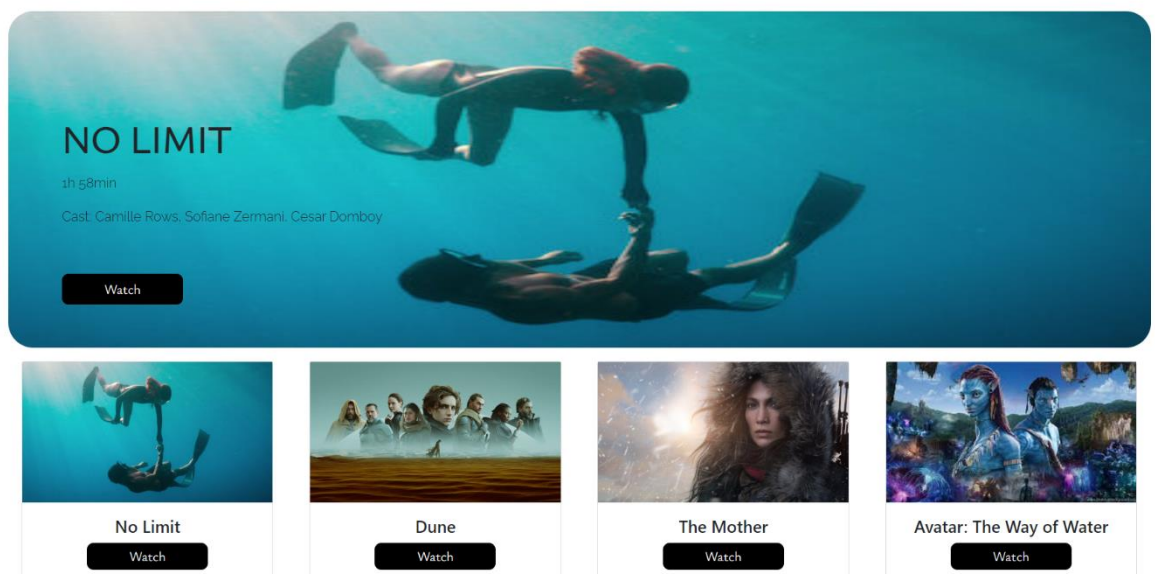 NO LIMIT
1h 58min
Cast: Camille Rows, Sofiane Zermani, Cesar Domboy
Watch
No Limit
Dune
The Mother
Avatar: The Way of Water
Watch
Watch
Watch
Watch